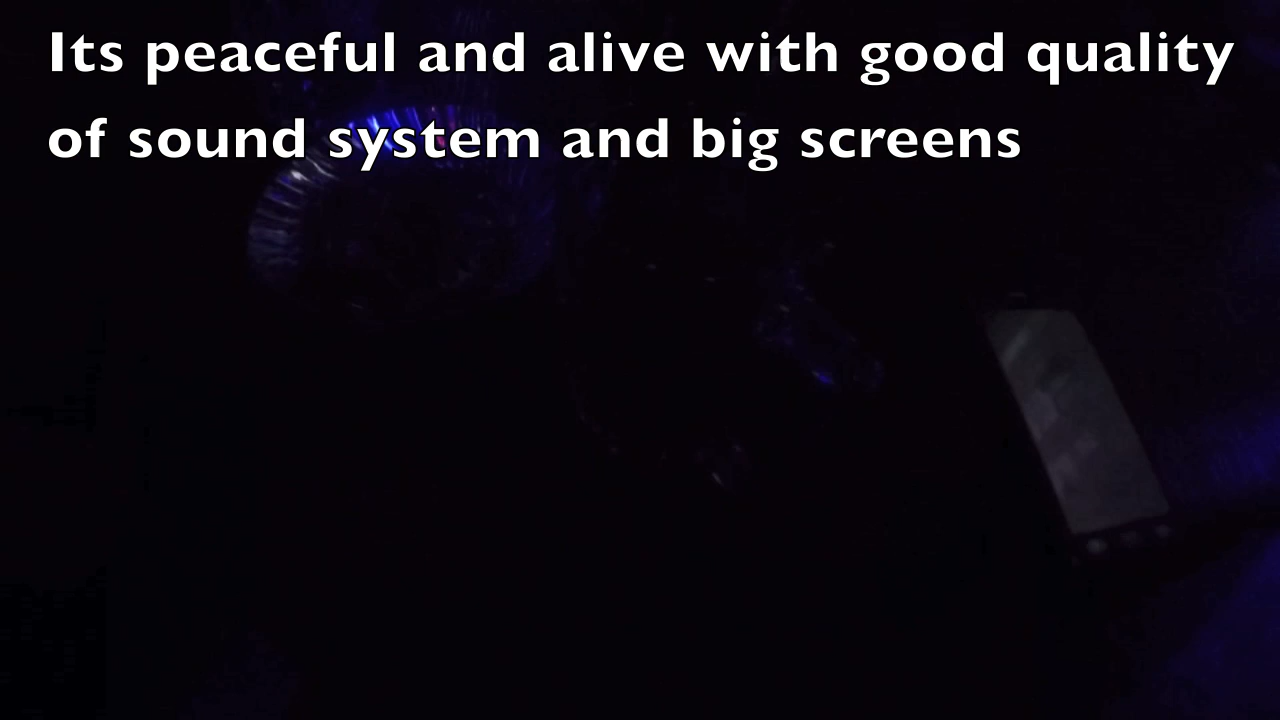 Its peaceful and alive with good quality
of sound system and big screens